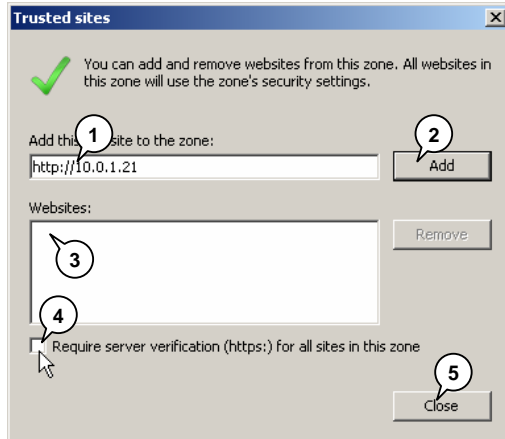 Trusted sites
You can add and remove websites from this zone. All websites in
this zone will use the zone's security settings.
1
2
Add this site to the zone:
http://10.0.1.21
Add
Websites:
Remove
3
4
Require server verification (https:) for all sites in this zone
5
Close